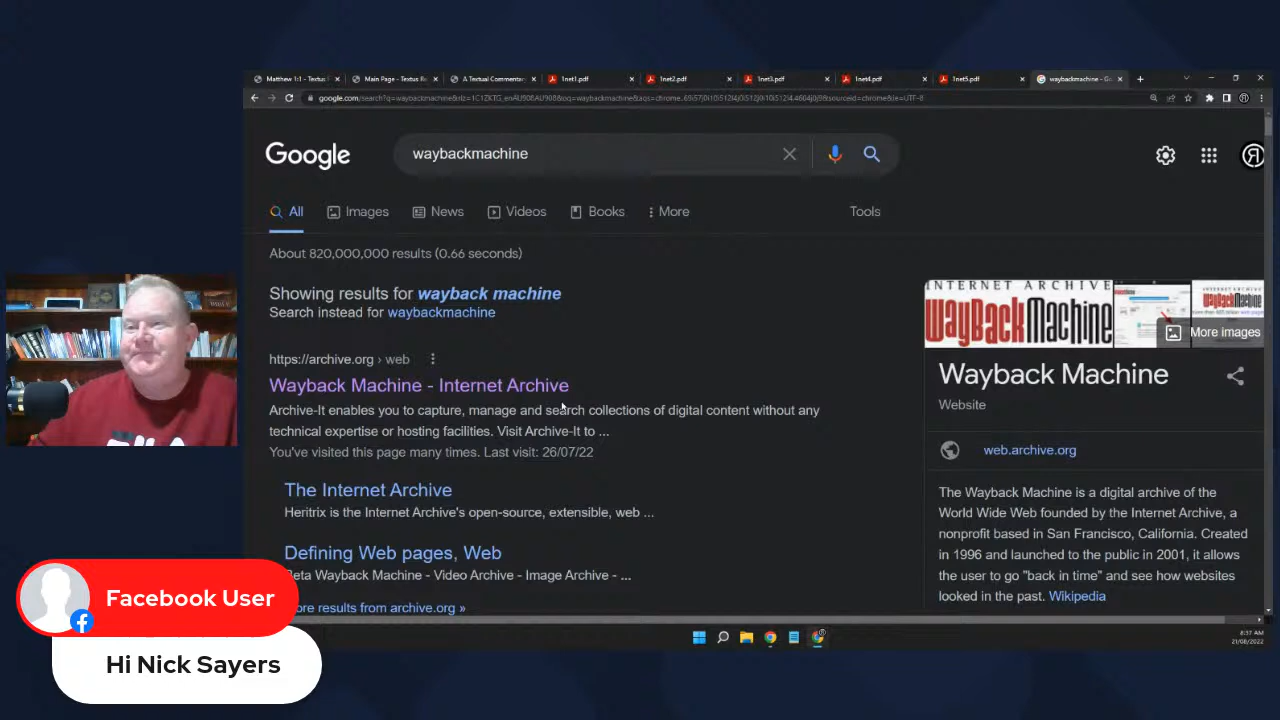 Matthew 1:1 - Textus
Main Page - Textus Re
A Textual Commentary
1net1.pdf
1net2.pdf
1net3.pdf
1net4.pdf
1net5.pdf
waybackmachine - G
Google
waybackmachine
All
Images
News
Videos
Books
More
Tools
About 820,000,000 results (0.66 seconds)
Showing results for wayback machine
Search instead for waybackmachine
https://archive.org › web
Wayback Machine - Internet Archive
Archive-It enables you to capture, manage and search collections of digital content without any
technical expertise or hosting facilities. Visit Archive-It to ...
You've visited this page many times. Last visit: 26/07/22
The Internet Archive
Heritrix is the Internet Archive's open-source, extensible, web ...
Defining Web pages, Web
Beta Wayback Machine - Video Archive - Image Archive - ...
ore results from archive.org »
INTERNET ARCHIVE
WayBack Machine
More images
Wayback Machine
Website
web.archive.org
The Wayback Machine is a digital archive of the
World Wide Web founded by the Internet Archive, a
nonprofit based in San Francisco, California. Created
in 1996 and launched to the public in 2001, it allows
the user to go "back in time" and see how websites
looked in the past. Wikipedia
8:37 AM
21/08/2022
FILA
Facebook User
Hi Nick Sayers